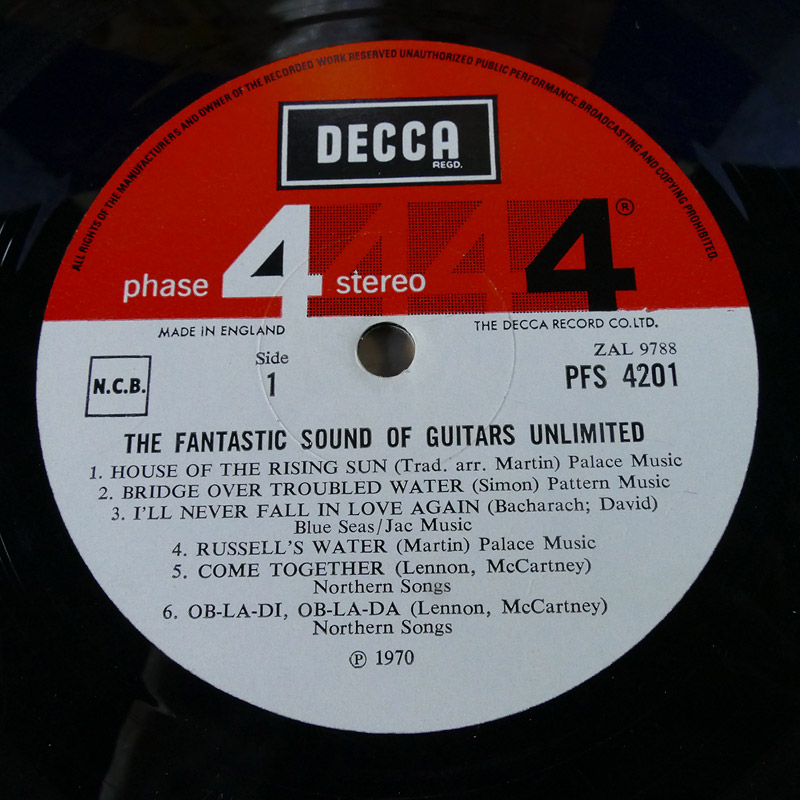 ALL RIGHTS OF THE MANUFACTURERS AND OWNER OF THE RECORDED WORK RESERVED UNAUTHORIZED PUBLIC PERFORMANCE, BROADCASTING AND COPYING PROHIBITED.
DECCA
REGD.
phase 4 stereo 4 4 4 ®
MADE IN ENGLAND
THE DECCA RECORD CO. LTD.
N.C.B.
Side
1
ZAL 9788
PFS 4201
THE FANTASTIC SOUND OF GUITARS UNLIMITED
1. HOUSE OF THE RISING SUN (Trad. arr. Martin) Palace Music
2. BRIDGE OVER TROUBLED WATER (Simon) Pattern Music
3. I'LL NEVER FALL IN LOVE AGAIN (Bacharach; David)
Blue Seas/Jac Music
4. RUSSELL'S WATER (Martin) Palace Music
5. COME TOGETHER (Lennon, McCartney)
Northern Songs
6. OB-LA-DI, OB-LA-DA (Lennon, McCartney)
Northern Songs
℗ 1970